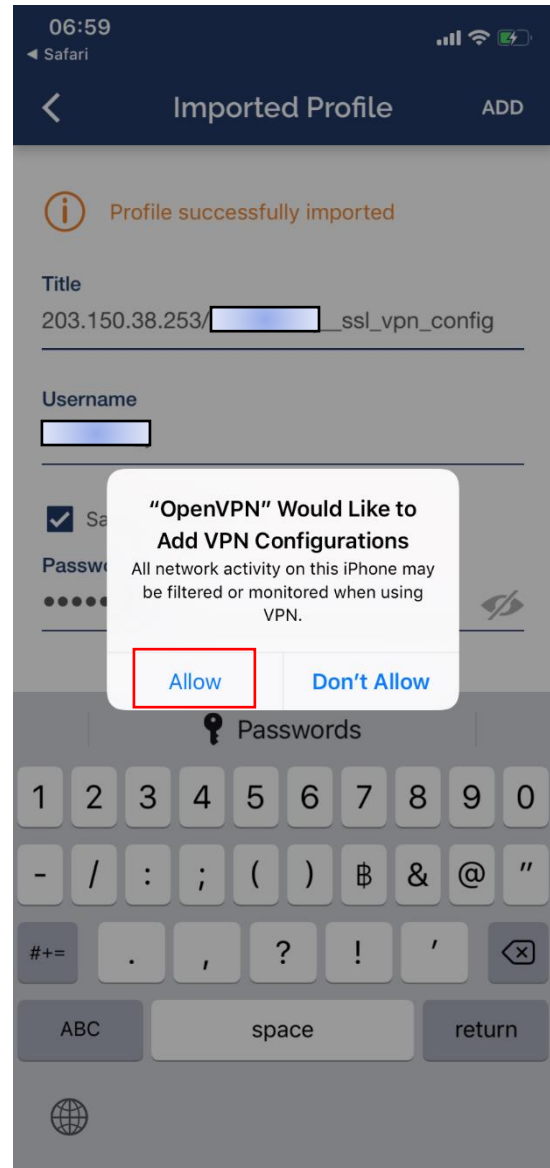 06:59
◀ Safari
Imported Profile
ADD
Profile successfully imported
Title
203.150.38.253/ __ssl_vpn_config
Username
Sa
“OpenVPN” Would Like to
Add VPN Configurations
All network activity on this iPhone may
be filtered or monitored when using
VPN.
Passwo
•••••
Allow
Don’t Allow
Passwords
1 2 3 4 5 6 7 8 9 0
- / : ; ( ) ฿ & @ "
#+= . , ? ! '
ABC space return